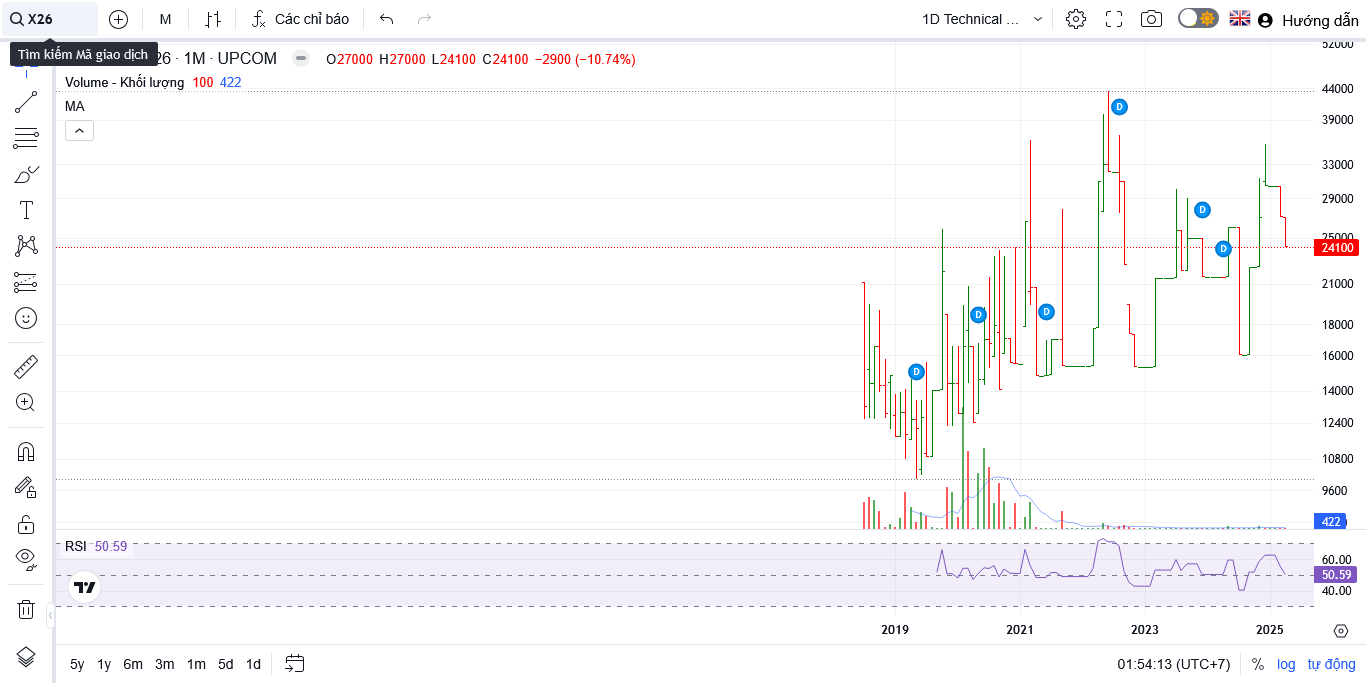 X26 M Các chỉ báo 1D Technical ... Hướng dẫn
Tìm kiếm Mã giao dịch
26 · 1M · UPCOM O27000 H27000 L24100 C24100 −2900 (−10.74%)
Volume - Khối lượng 100 422
MA
52000
44000
39000
33000
29000
25000
24100
21000
18000
16000
14000
12400
10800
9600
422
D
D
D
D
D
D
RSI 50.59
60.00
50.59
40.00
2019 2021 2023 2025
5y 1y 6m 3m 1m 5d 1d 01:54:13 (UTC+7) % log tự động